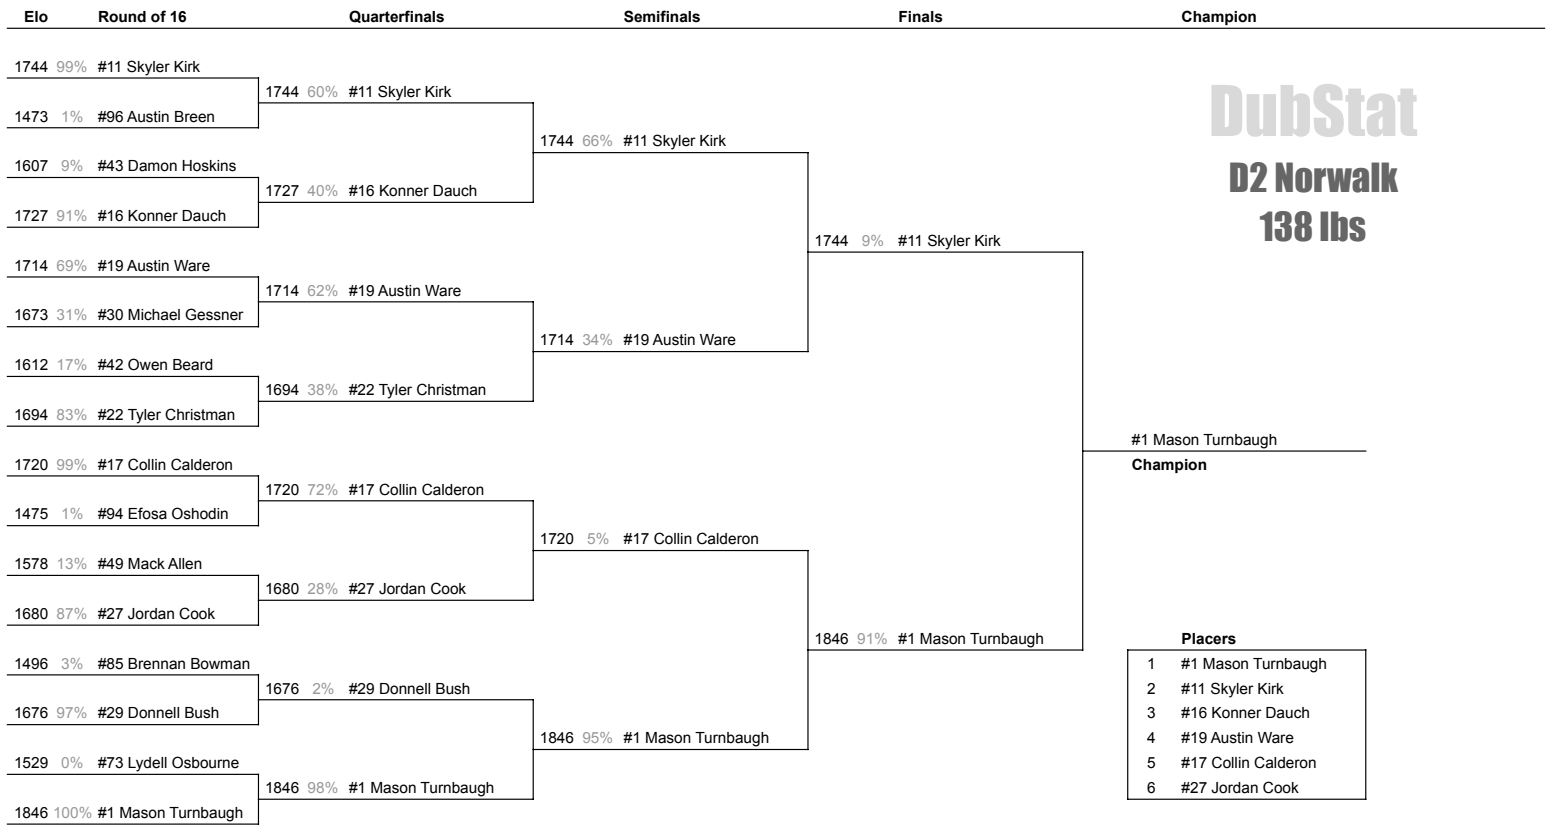 Elo Round of 16 Quarterfinals Semifinals Finals Champion
1744 99% #11 Skyler Kirk
1744 60% #11 Skyler Kirk
1473 1% #96 Austin Breen
DubStat
1744 66% #11 Skyler Kirk
1607 9% #43 Damon Hoskins
D2 Norwalk
1727 40% #16 Konner Dauch
1727 91% #16 Konner Dauch
138 lbs
1744 9% #11 Skyler Kirk
1714 69% #19 Austin Ware
1714 62% #19 Austin Ware
1673 31% #30 Michael Gessner
1714 34% #19 Austin Ware
1612 17% #42 Owen Beard
1694 38% #22 Tyler Christman
1694 83% #22 Tyler Christman
#1 Mason Turnbaugh
1720 99% #17 Collin Calderon
Champion
1720 72% #17 Collin Calderon
1475 1% #94 Efosa Oshodin
1720 5% #17 Collin Calderon
1578 13% #49 Mack Allen
1680 28% #27 Jordan Cook
1680 87% #27 Jordan Cook
1846 91% #1 Mason Turnbaugh
Placers
1496 3% #85 Brennan Bowman
1 #1 Mason Turnbaugh
1676 2% #29 Donnell Bush
2 #11 Skyler Kirk
1676 97% #29 Donnell Bush
3 #16 Konner Dauch
1846 95% #1 Mason Turnbaugh
4 #19 Austin Ware
1529 0% #73 Lydell Osbourne
5 #17 Collin Calderon
1846 98% #1 Mason Turnbaugh
6 #27 Jordan Cook
1846 100% #1 Mason Turnbaugh